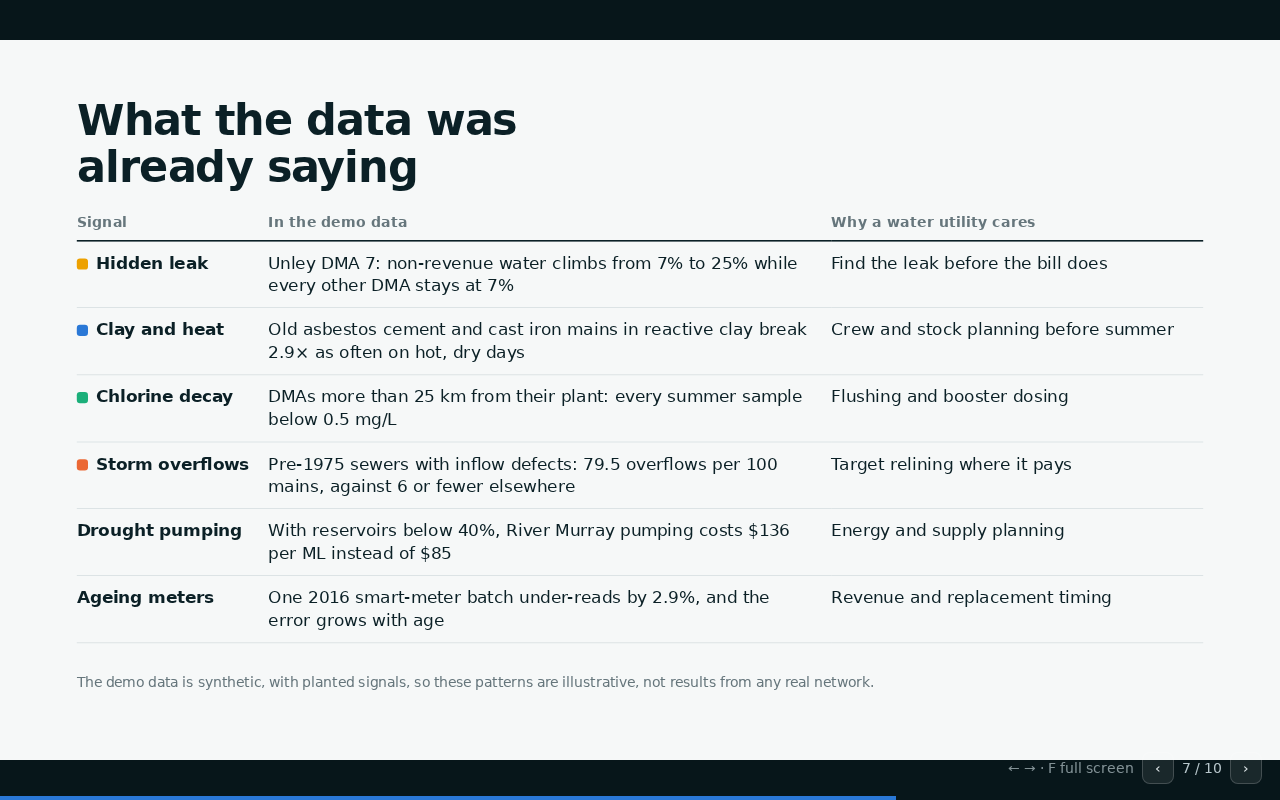 What the data was
already saying
Signal
In the demo data
Why a water utility cares
Hidden leak
Unley DMA 7: non-revenue water climbs from 7% to 25% while
every other DMA stays at 7%
Find the leak before the bill does
Clay and heat
Old asbestos cement and cast iron mains in reactive clay break
2.9× as often on hot, dry days
Crew and stock planning before summer
Chlorine decay
DMAs more than 25 km from their plant: every summer sample
below 0.5 mg/L
Flushing and booster dosing
Storm overflows
Pre-1975 sewers with inflow defects: 79.5 overflows per 100
mains, against 6 or fewer elsewhere
Target relining where it pays
Drought pumping
With reservoirs below 40%, River Murray pumping costs $136
per ML instead of $85
Energy and supply planning
Ageing meters
One 2016 smart-meter batch under-reads by 2.9%, and the
error grows with age
Revenue and replacement timing
The demo data is synthetic, with planted signals, so these patterns are illustrative, not results from any real network.
← → · F full screen ‹ 7 / 10 ›